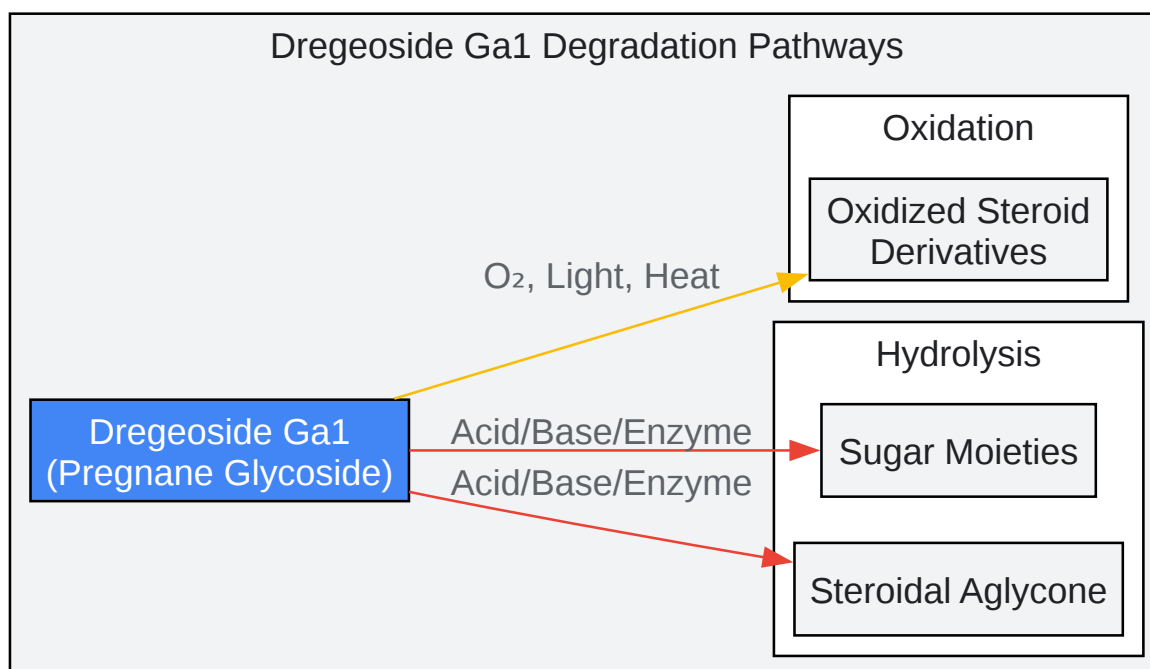 Dregeoside Ga1 Degradation Pathways
Oxidation
Oxidized Steroid
Derivatives
O₂, Light, Heat
Hydrolysis
Dregeoside Ga1
(Pregnane Glycoside)
Acid/Base/Enzyme
Sugar Moieties
Acid/Base/Enzyme
Steroidal Aglycone